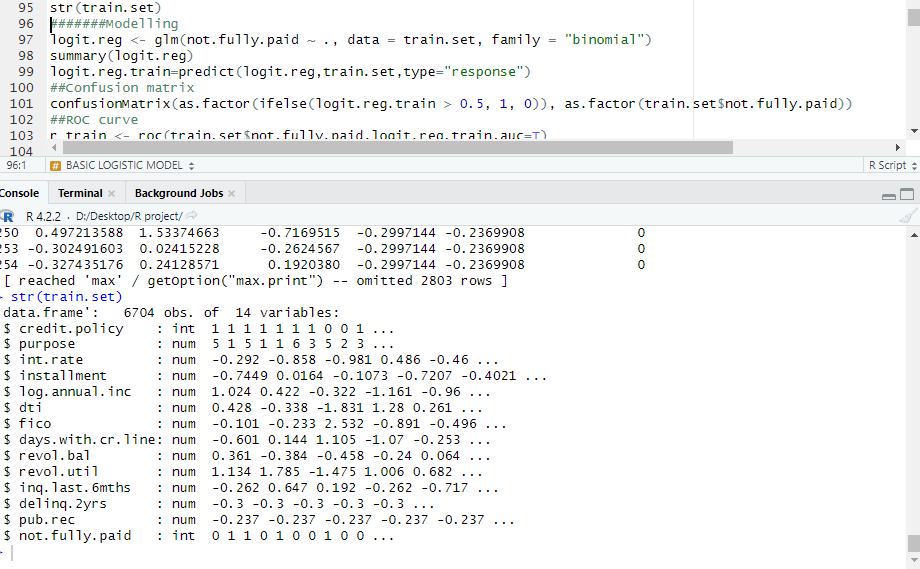 95 str(train.set)
96 #######Modelling
97 logit.reg <- glm(not.fully.paid ~ ., data = train.set, family = "binomial")
98 summary(logit.reg)
99 logit.reg.train=predict(logit.reg,train.set,type="response")
100 ##Confusion matrix
101 confusionMatrix(as.factor(ifelse(logit.reg.train > 0.5, 1, 0)), as.factor(train.set$not.fully.paid))
102 ##ROC curve
103 r train <- roc(train.set$not.fully.paid,logit.reg.train,auc=T)
104
96:1 # BASIC LOGISTIC MODEL R Script
Console Terminal × Background Jobs ×
R R 4.2.2 · D:/Desktop/R project/
250 0.497213588 1.53374663 -0.7169515 -0.2997144 -0.2369908 0
253 -0.302491603 0.02415228 -0.2624567 -0.2997144 -0.2369908 0
254 -0.327435176 0.24128571 0.1920380 -0.2997144 -0.2369908 0
[ reached 'max' / getOption("max.print") -- omitted 2803 rows ]
> str(train.set)
data.frame': 6704 obs. of 14 variables:
$ credit.policy : int 1 1 1 1 1 1 1 0 0 1 ...
$ purpose : num 5 1 5 1 1 6 3 5 2 3 ...
$ int.rate : num -0.292 -0.858 -0.981 0.486 -0.46 ...
$ installment : num -0.7449 0.0164 -0.1073 -0.7207 -0.4021 ...
$ log.annual.inc : num 1.024 0.422 -0.322 -1.161 -0.96 ...
$ dti : num 0.428 -0.338 -1.831 1.28 0.261 ...
$ fico : num -0.101 -0.233 2.532 -0.891 -0.496 ...
$ days.with.cr.line: num -0.601 0.144 1.105 -1.07 -0.253 ...
$ revol.bal : num 0.361 -0.384 -0.458 -0.24 0.064 ...
$ revol.util : num 1.134 1.785 -1.475 1.006 0.682 ...
$ inq.last.6mths : num -0.262 0.647 0.192 -0.262 -0.717 ...
$ delinq.2yrs : num -0.3 -0.3 -0.3 -0.3 -0.3 ...
$ pub.rec : num -0.237 -0.237 -0.237 -0.237 -0.237 ...
$ not.fully.paid : int 0 1 1 0 1 0 0 1 0 0 ...
>